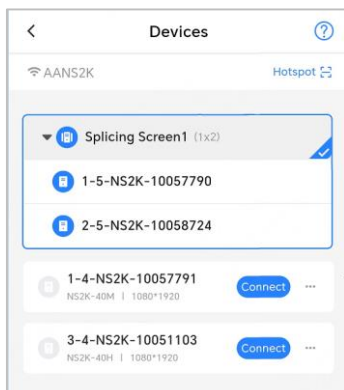 Devices
AANS2K Hotspot
Splicing Screen1 (1x2)
1-5-NS2K-10057790
2-5-NS2K-10058724
1-4-NS2K-10057791
NS2K-40M | 1080*1920
Connect ...
3-4-NS2K-10051103
NS2K-40H | 1080*1920
Connect ...